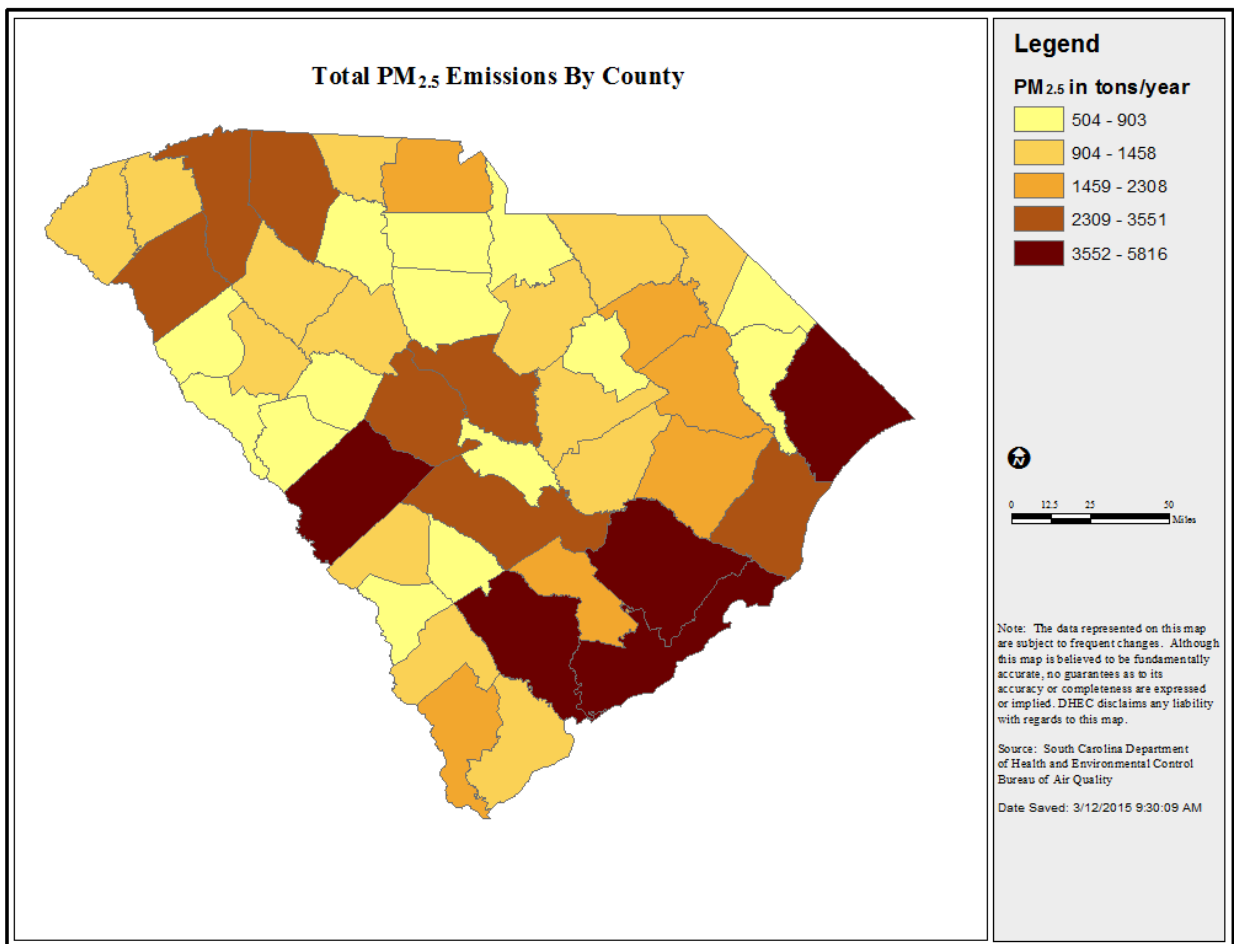 Total PM2.5 Emissions By County
Legend
PM2.5 in tons/year
504 - 903
904 - 1458
1459 - 2308
2309 - 3551
3552 - 5816
N
0 12.5 25 50
Miles
Note: The data represented on this map
are subject to frequent changes. Although
this map is believed to be fundamentally
accurate, no guarantees as to its
accuracy or completeness are expressed
or implied. DHEC disclaims any liability
with regards to this map.
Source: South Carolina Department
of Health and Environmental Control
Bureau of Air Quality
Date Saved: 3/12/2015 9:30:09 AM